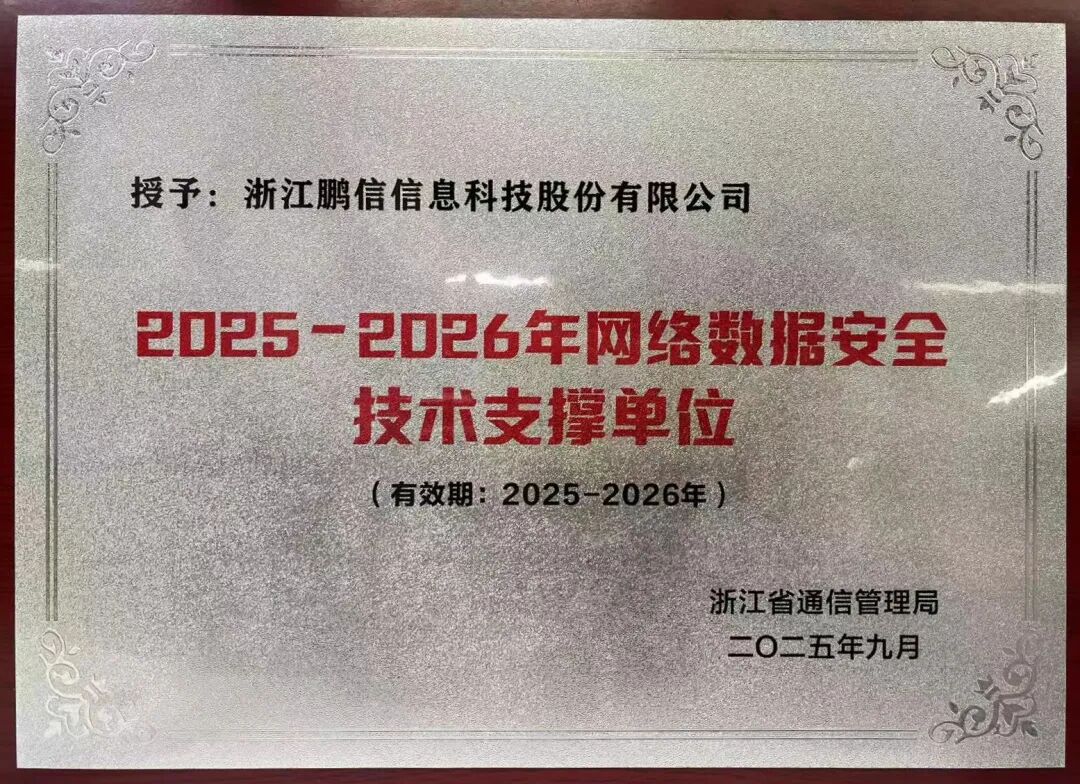 授予：浙江鹏信信息科技股份有限公司
2025－2026年网络数据安全
技术支撑单位
（有效期：2025-2026年）
浙江省通信管理局
二〇二五年九月